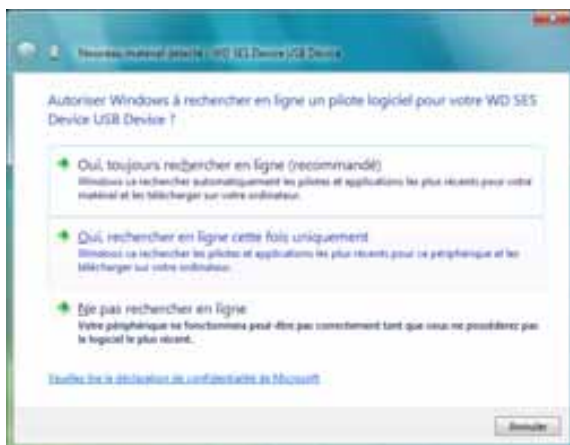 Nouveau matériel détecté - WD SES Device USB Device
Autoriser Windows à rechercher en ligne un pilote logiciel pour votre WD SES
Device USB Device ?
Oui, toujours rechercher en ligne (recommandé)
Windows va rechercher automatiquement les pilotes et applications les plus récents pour votre
matériel et les télécharger sur votre ordinateur.
Oui, rechercher en ligne cette fois uniquement
Windows va rechercher les pilotes et applications les plus récents pour ce périphérique et les
télécharger sur votre ordinateur.
Ne pas rechercher en ligne
Votre périphérique ne fonctionnera peut-être pas correctement tant que vous ne posséderez pas
le logiciel le plus récent.
Veuillez lire la déclaration de confidentialité de Microsoft
Annuler